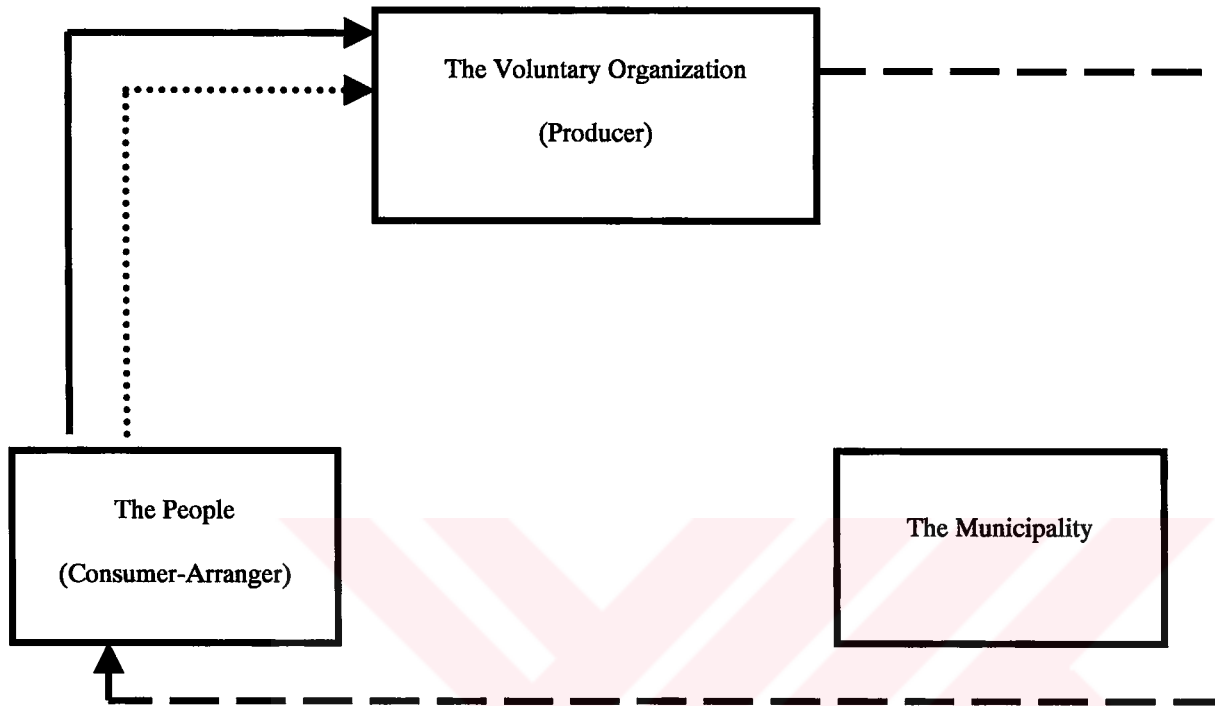 The Voluntary Organization
(Producer)
The People
(Consumer-Arranger)
The Municipality